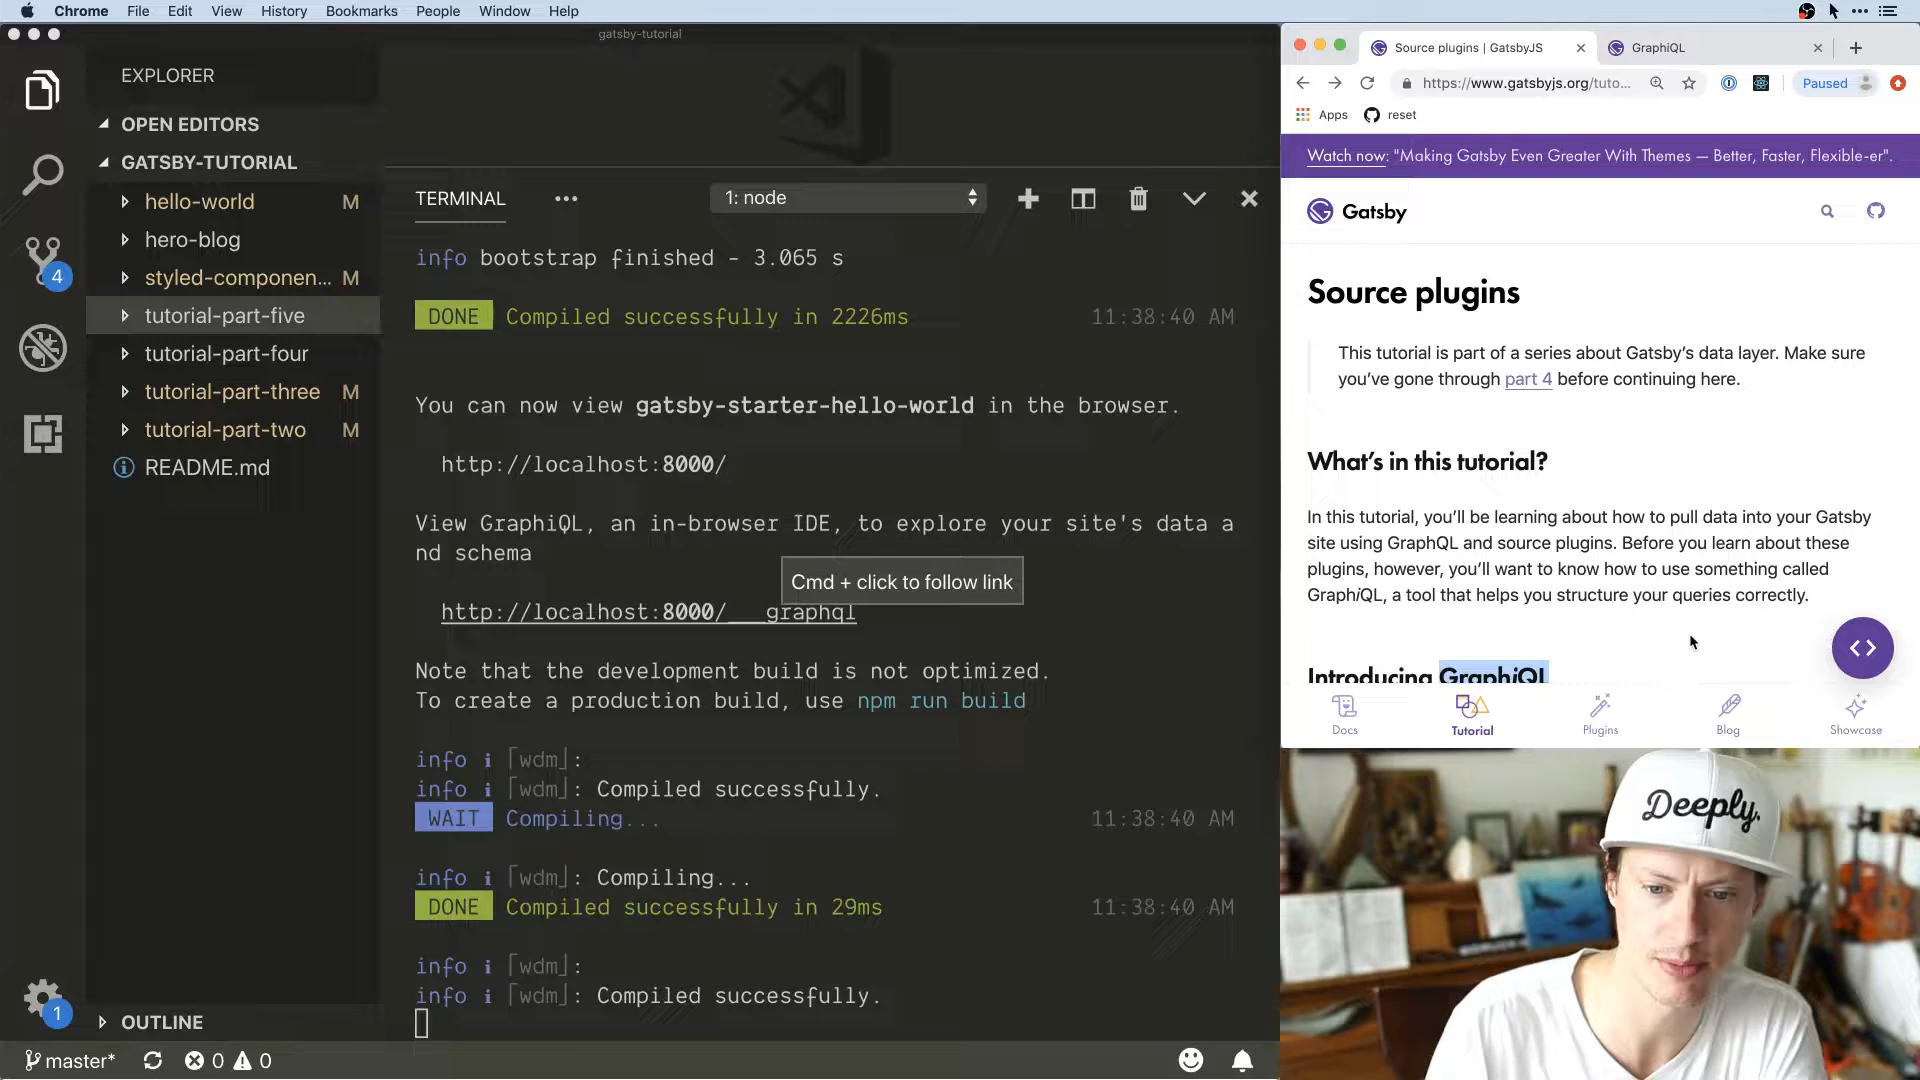 Chrome File Edit View History Bookmarks People Window Help
gatsby-tutorial
EXPLORER
OPEN EDITORS
GATSBY-TUTORIAL
hello-world M
hero-blog
styled-componen... M
tutorial-part-five
tutorial-part-four
tutorial-part-three M
tutorial-part-two M
README.md
OUTLINE
4
1
master* 0 0
TERMINAL ... 1: node
info bootstrap finished - 3.065 s
DONE Compiled successfully in 2226ms 11:38:40 AM
You can now view gatsby-starter-hello-world in the browser.
http://localhost:8000/
View GraphiQL, an in-browser IDE, to explore your site's data a
nd schema
Cmd + click to follow link
http://localhost:8000/___graphql
Note that the development build is not optimized.
To create a production build, use npm run build
info ℹ ｢wdm｣:
info ℹ ｢wdm｣: Compiled successfully.
WAIT Compiling... 11:38:40 AM
info ℹ ｢wdm｣: Compiling...
DONE Compiled successfully in 29ms 11:38:40 AM
info ℹ ｢wdm｣:
info ℹ ｢wdm｣: Compiled successfully.
Source plugins | GatsbyJS
GraphiQL
https://www.gatsbyjs.org/tuto...
Paused
Apps reset
Watch now: "Making Gatsby Even Greater With Themes — Better, Faster, Flexible-er".
Gatsby
Source plugins
This tutorial is part of a series about Gatsby's data layer. Make sure
you've gone through part 4 before continuing here.
What's in this tutorial?
In this tutorial, you'll be learning about how to pull data into your Gatsby
site using GraphQL and source plugins. Before you learn about these
plugins, however, you'll want to know how to use something called
GraphiQL, a tool that helps you structure your queries correctly.
Introducing GraphiQL
Docs Tutorial Plugins Blog Showcase
Deeply.